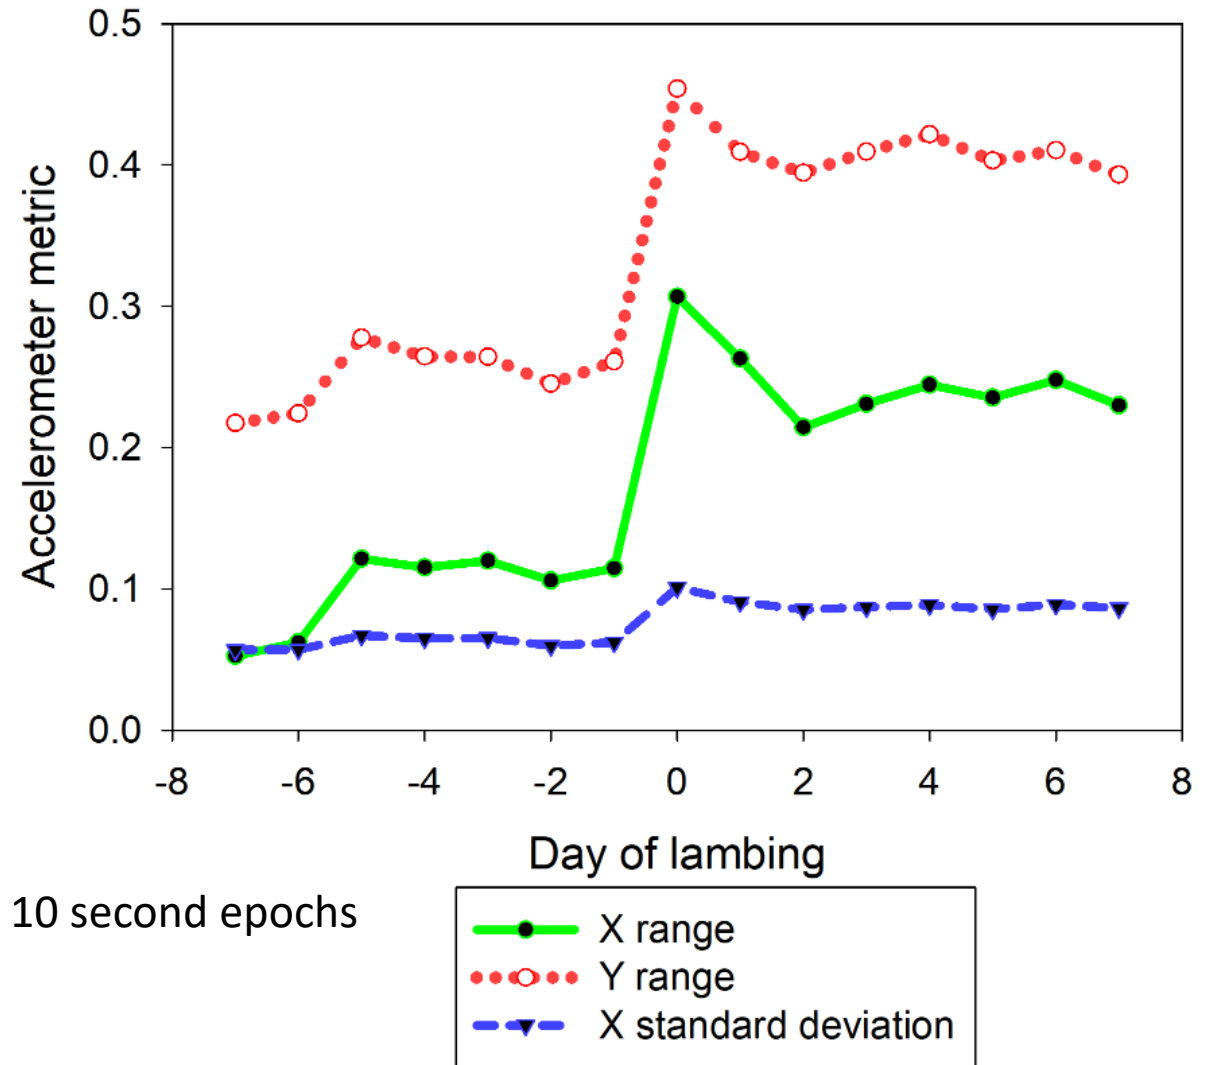 0.5
0.4
0.3
0.2
0.1
0.0
Accelerometer metric
-8 -6 -4 -2 0 2 4 6 8
Day of lambing
10 second epochs
X range
Y range
X standard deviation